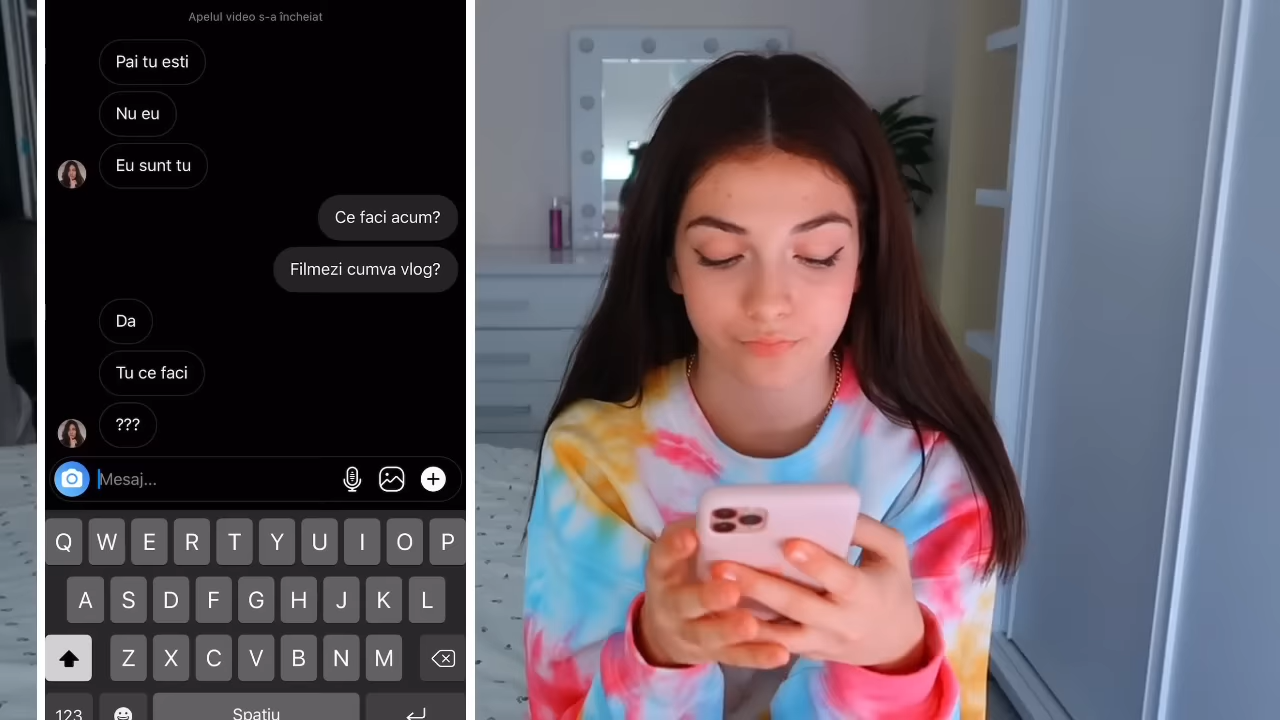 Apelul video s-a încheiat
Pai tu esti
Nu eu
Eu sunt tu
Ce faci acum?
Filmezi cumva vlog?
Da
Tu ce faci
???
Mesaj...
Q W E R T Y U I O P
A S D F G H J K L
Z X C V B N M
123 Spațiu